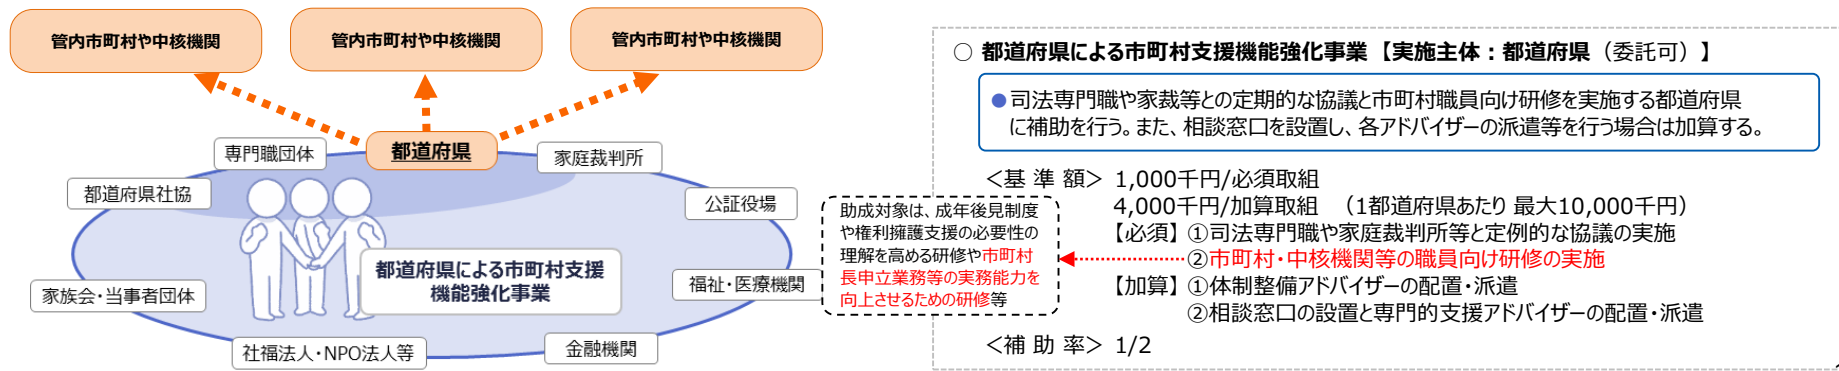 管内市町村や中核機関
管内市町村や中核機関
管内市町村や中核機関
都道府県
専門職団体
家庭裁判所
都道府県社協
公証役場
都道府県による市町村支援
機能強化事業
家族会・当事者団体
福祉・医療機関
社福法人・NPO法人等
金融機関
○ 都道府県による市町村支援機能強化事業 【実施主体：都道府県（委託可）】
●司法専門職や家裁等との定期的な協議と市町村職員向け研修を実施する都道府県
に補助を行う。また、相談窓口を設置し、各アドバイザーの派遣等を行う場合は加算する。
＜基 準 額＞ 1,000千円/必須取組
4,000千円/加算取組 （1都道府県あたり 最大10,000千円）
【必須】①司法専門職や家庭裁判所等と定例的な協議の実施
②市町村・中核機関等の職員向け研修の実施
【加算】①体制整備アドバイザーの配置・派遣
②相談窓口の設置と専門的支援アドバイザーの配置・派遣
＜補 助 率＞ 1/2
助成対象は、成年後見制度
や権利擁護支援の必要性の
理解を高める研修や市町村
長申立業務等の実務能力を
向上させるための研修等